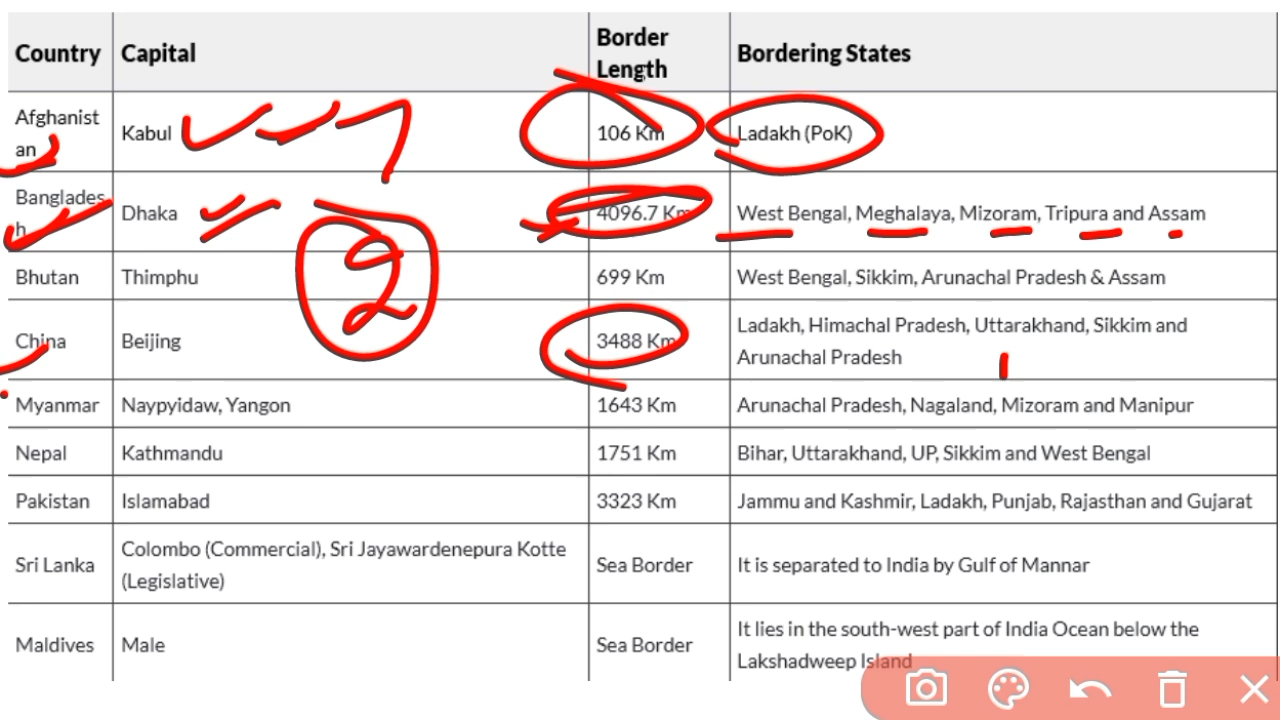 Country Capital Border Length Bordering States
Afghanistan Kabul 106 Km Ladakh (PoK)
Bangladesh Dhaka 4096.7 Km West Bengal, Meghalaya, Mizoram, Tripura and Assam
2
Bhutan Thimphu 699 Km West Bengal, Sikkim, Arunachal Pradesh & Assam
China Beijing 3488 Km Ladakh, Himachal Pradesh, Uttarakhand, Sikkim and
Arunachal Pradesh
Myanmar Naypyidaw, Yangon 1643 Km Arunachal Pradesh, Nagaland, Mizoram and Manipur
Nepal Kathmandu 1751 Km Bihar, Uttarakhand, UP, Sikkim and West Bengal
Pakistan Islamabad 3323 Km Jammu and Kashmir, Ladakh, Punjab, Rajasthan and Gujarat
Sri Lanka Colombo (Commercial), Sri Jayawardenepura Kotte
(Legislative) Sea Border It is separated to India by Gulf of Mannar
Maldives Male Sea Border It lies in the south-west part of India Ocean below the
Lakshadweep Island